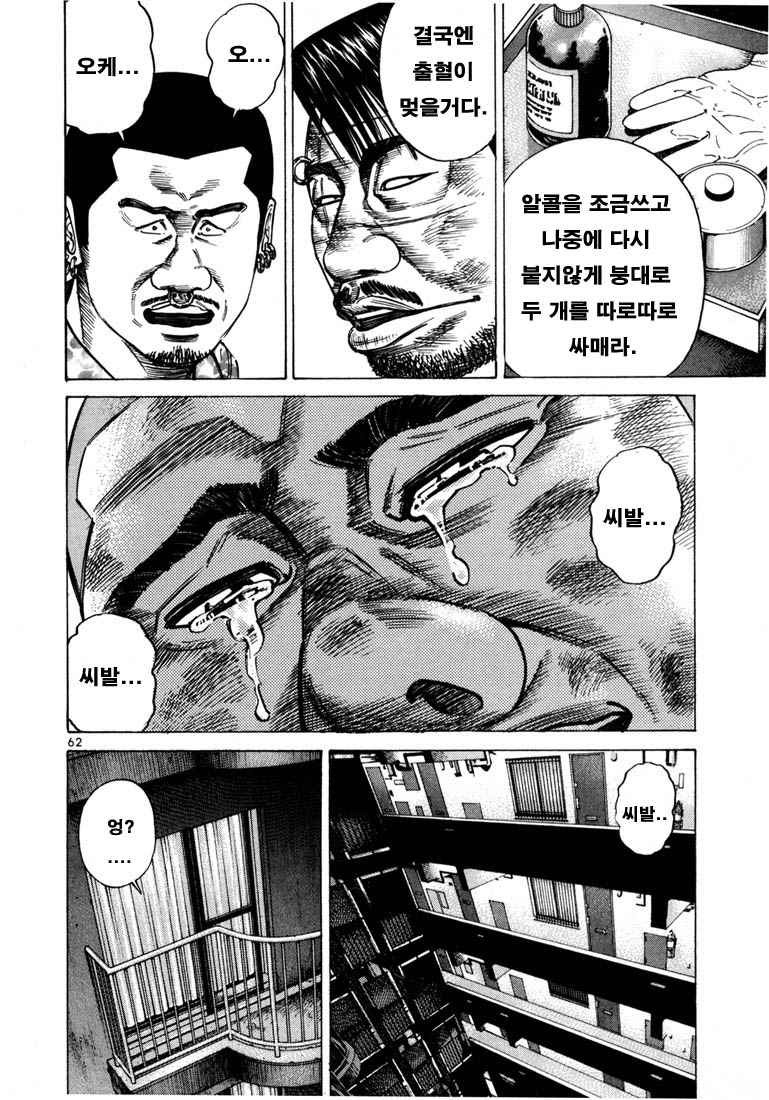 알콜을 조금쓰고
나중에 다시
붙지않게 붕대로
두 개를 따로따로
싸매라.
결국엔
출혈이
멎을거다.
오...
오케...
씨발...
씨발...
62
씨발..
엉?
....